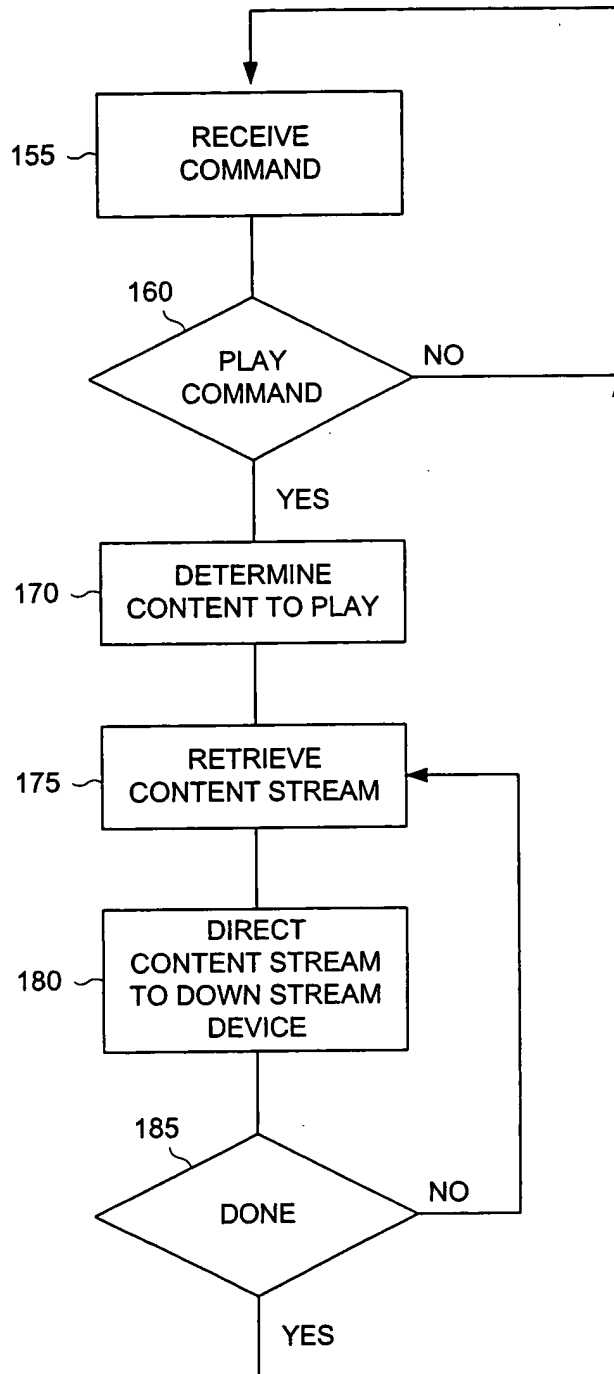 155
RECEIVE
COMMAND
160
PLAY
COMMAND
NO
YES
170
DETERMINE
CONTENT TO PLAY
175
RETRIEVE
CONTENT STREAM
180
DIRECT
CONTENT STREAM
TO DOWN STREAM
DEVICE
185
DONE
NO
YES